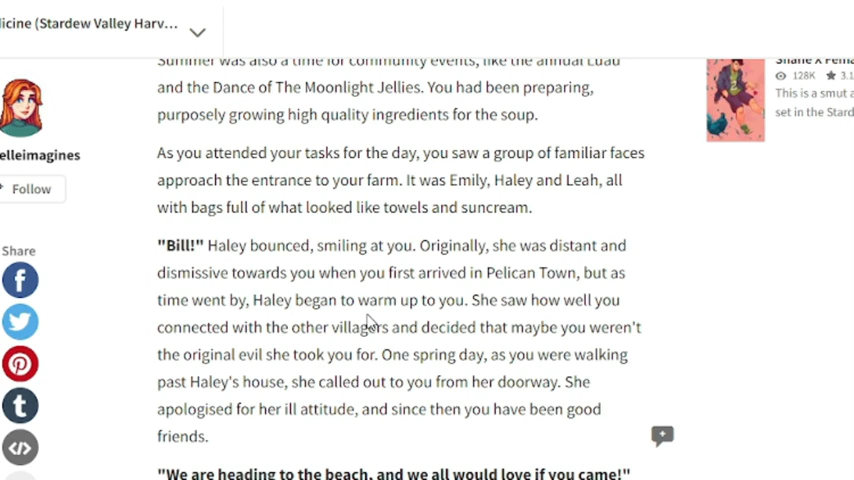 dicine (Stardew Valley Harv...
Summer was also a time for community events, like the annual Luau
and the Dance of The Moonlight Jellies. You had been preparing,
purposely growing high quality ingredients for the soup.
As you attended your tasks for the day, you saw a group of familiar faces
approach the entrance to your farm. It was Emily, Haley and Leah, all
with bags full of what looked like towels and suncream.
"Bill!" Haley bounced, smiling at you. Originally, she was distant and
dismissive towards you when you first arrived in Pelican Town, but as
time went by, Haley began to warm up to you. She saw how well you
connected with the other villagers and decided that maybe you weren't
the original evil she took you for. One spring day, as you were walking
past Haley's house, she called out to you from her doorway. She
apologised for her ill attitude, and since then you have been good
friends.
"We are heading to the beach, and we all would love if you came!"
elleimagines
Follow
Share
Shane X Fema
128K ★ 3.1
This is a smut a
set in the Stard